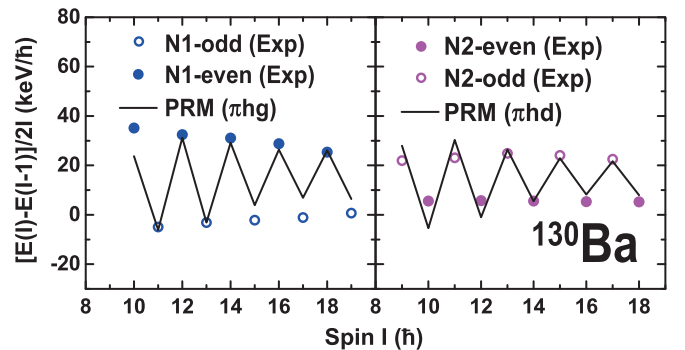 [E(I)-E(I-1)]/2I (keV/ħ)
80
60
40
20
0
-20
N1-odd (Exp)
N1-even (Exp)
PRM (πhg)
N2-even (Exp)
N2-odd (Exp)
PRM (πhd)
¹³⁰Ba
8 10 12 14 16 18 8 10 12 14 16 18
Spin I (ħ)